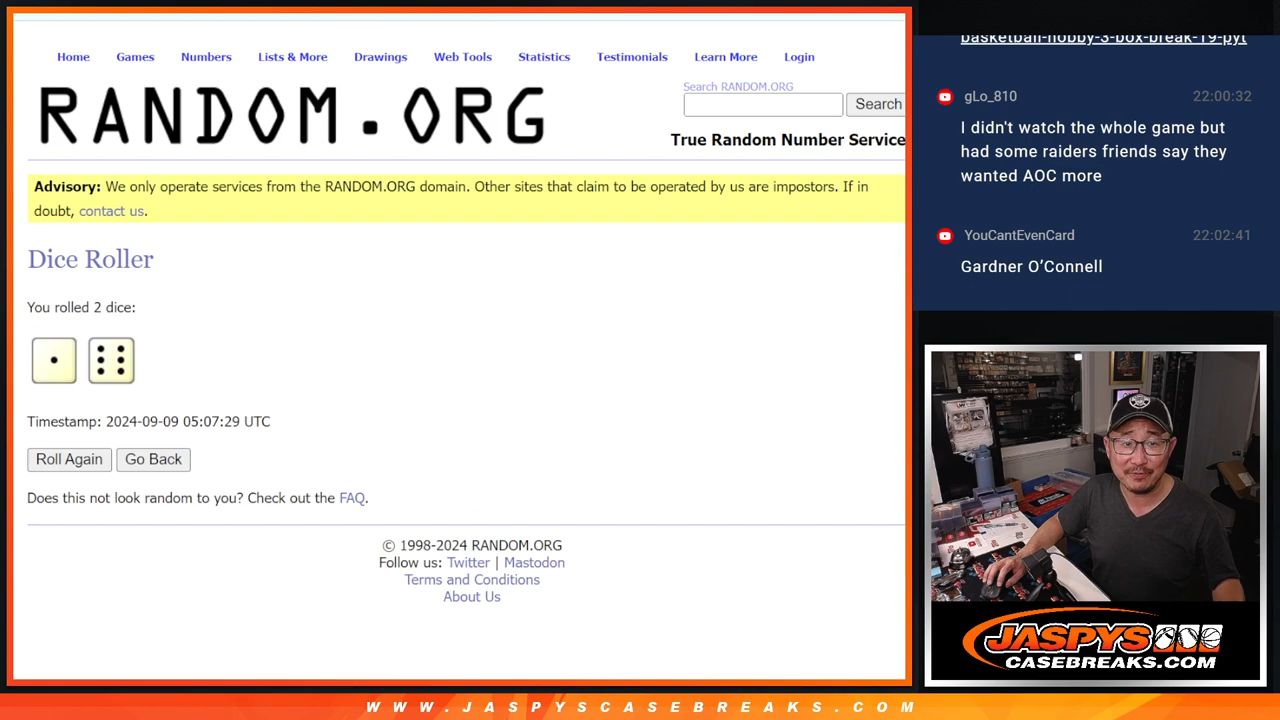 Home Games Numbers Lists & More Drawings Web Tools Statistics Testimonials Learn More Login
RANDOM.ORG
Search RANDOM.ORG
Search
True Random Number Service
Advisory: We only operate services from the RANDOM.ORG domain. Other sites that claim to be operated by us are impostors. If in
doubt, contact us.
Dice Roller
You rolled 2 dice:
Timestamp: 2024-09-09 05:07:29 UTC
Roll Again Go Back
Does this not look random to you? Check out the FAQ.
© 1998-2024 RANDOM.ORG
Follow us: Twitter | Mastodon
Terms and Conditions
About Us
basketball-hobby-3-box-break-19-pyt
gLo_810 22:00:32
I didn't watch the whole game but
had some raiders friends say they
wanted AOC more
YouCantEvenCard 22:02:41
Gardner O’Connell
JASPYS
CASEBREAKS.COM
WWW.JASPYSCASEBREAKS.COM